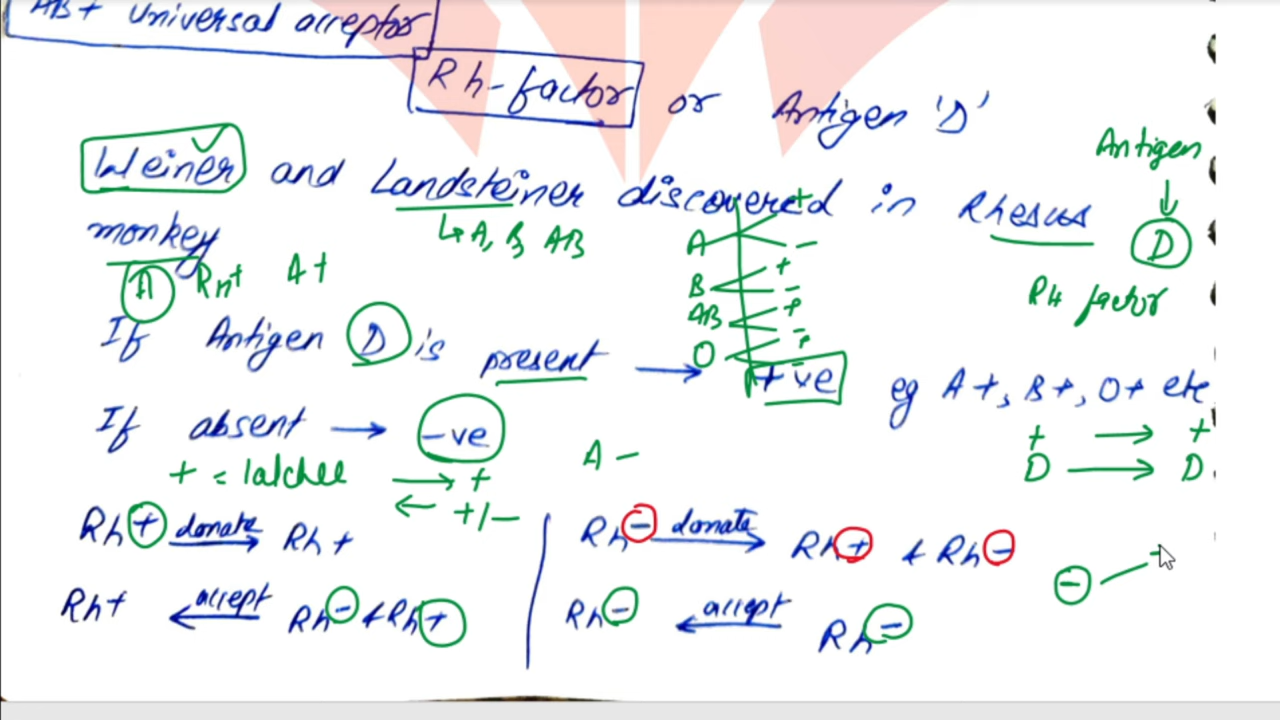 AB+ Universal acceptor
Rh-factor or Antigen 'D'
Antigen
Weiner and Landsteiner discovered in Rhesus
D
monkey
↳ A, B AB
A + -
B + -
AB + -
O + -
A Rh+ A+
RH factor
If Antigen D is present → +ve eg A+, B+, O+ etc
If absent → -ve
A -
+ → +
D → D
+ = lalchee → +
← +/-
Rh+ donate → Rh+
Rh- donate → Rh+ + Rh-
- +
Rh+ ← accept Rh- + Rh+
Rh- ← accept Rh-